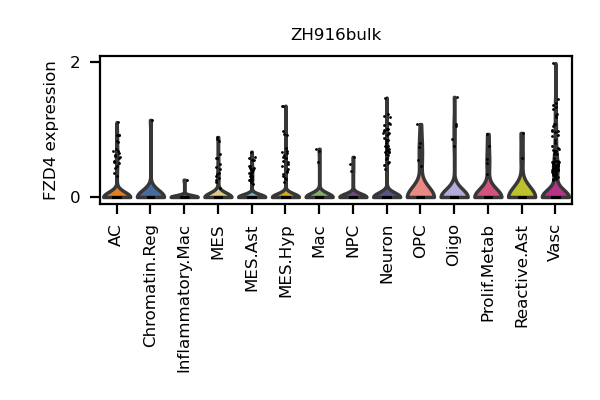 ZH916bulk
FZD4 expression
2
0
AC
Chromatin.Reg
Inflammatory.Mac
MES
MES.Ast
MES.Hyp
Mac
NPC
Neuron
OPC
Oligo
Prolif.Metab
Reactive.Ast
Vasc